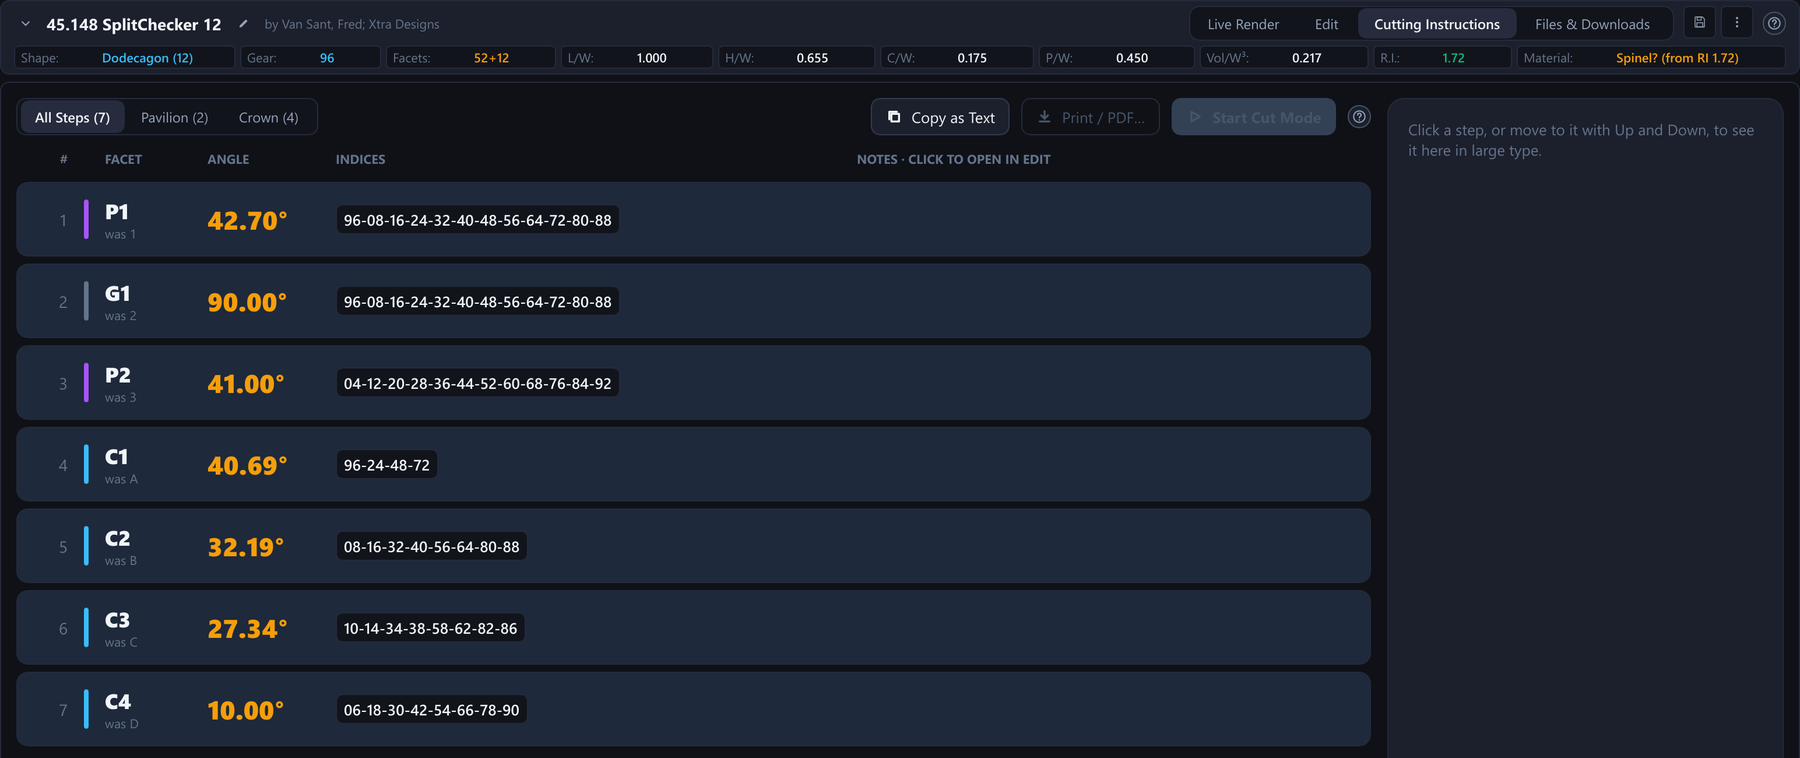 45.148 SplitChecker 12 by Van Sant, Fred; Xtra Designs Live Render Edit Cutting Instructions Files & Downloads
Shape: Dodecagon (12) Gear: 96 Facets: 52+12 L/W: 1.000 H/W: 0.655 C/W: 0.175 P/W: 0.450 Vol/W³: 0.217 R.I.: 1.72 Material: Spinel? (from RI 1.72)
All Steps (7) Pavilion (2) Crown (4) Copy as Text Print / PDF... Start Cut Mode
Click a step, or move to it with Up and Down, to see
it here in large type.
# FACET ANGLE INDICES NOTES · CLICK TO OPEN IN EDIT
1 P1 42.70° 96-08-16-24-32-40-48-56-64-72-80-88
was 1
2 G1 90.00° 96-08-16-24-32-40-48-56-64-72-80-88
was 2
3 P2 41.00° 04-12-20-28-36-44-52-60-68-76-84-92
was 3
4 C1 40.69° 96-24-48-72
was A
5 C2 32.19° 08-16-32-40-56-64-80-88
was B
6 C3 27.34° 10-14-34-38-58-62-82-86
was C
7 C4 10.00° 06-18-30-42-54-66-78-90
was D